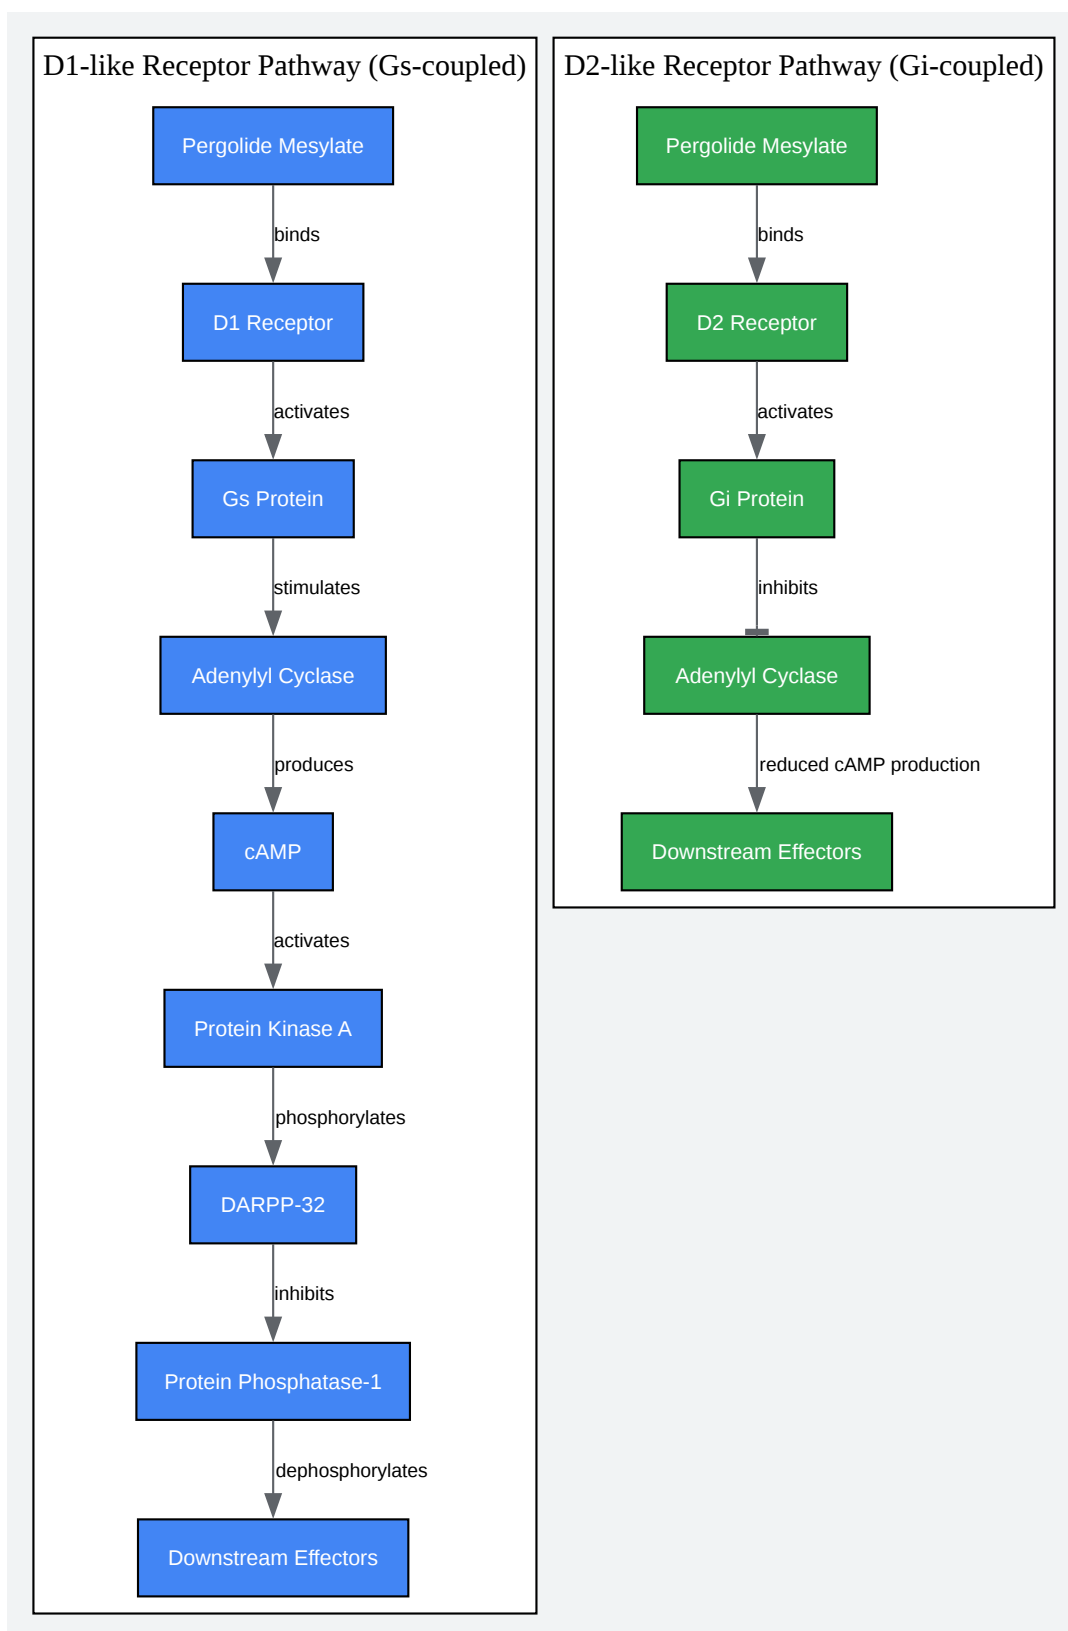 D1-like Receptor Pathway (Gs-coupled)
Pergolide Mesylate
binds
D1 Receptor
activates
Gs Protein
stimulates
Adenylyl Cyclase
produces
cAMP
activates
Protein Kinase A
phosphorylates
DARPP-32
inhibits
Protein Phosphatase-1
dephosphorylates
Downstream Effectors
D2-like Receptor Pathway (Gi-coupled)
Pergolide Mesylate
binds
D2 Receptor
activates
Gi Protein
inhibits
Adenylyl Cyclase
reduced cAMP production
Downstream Effectors